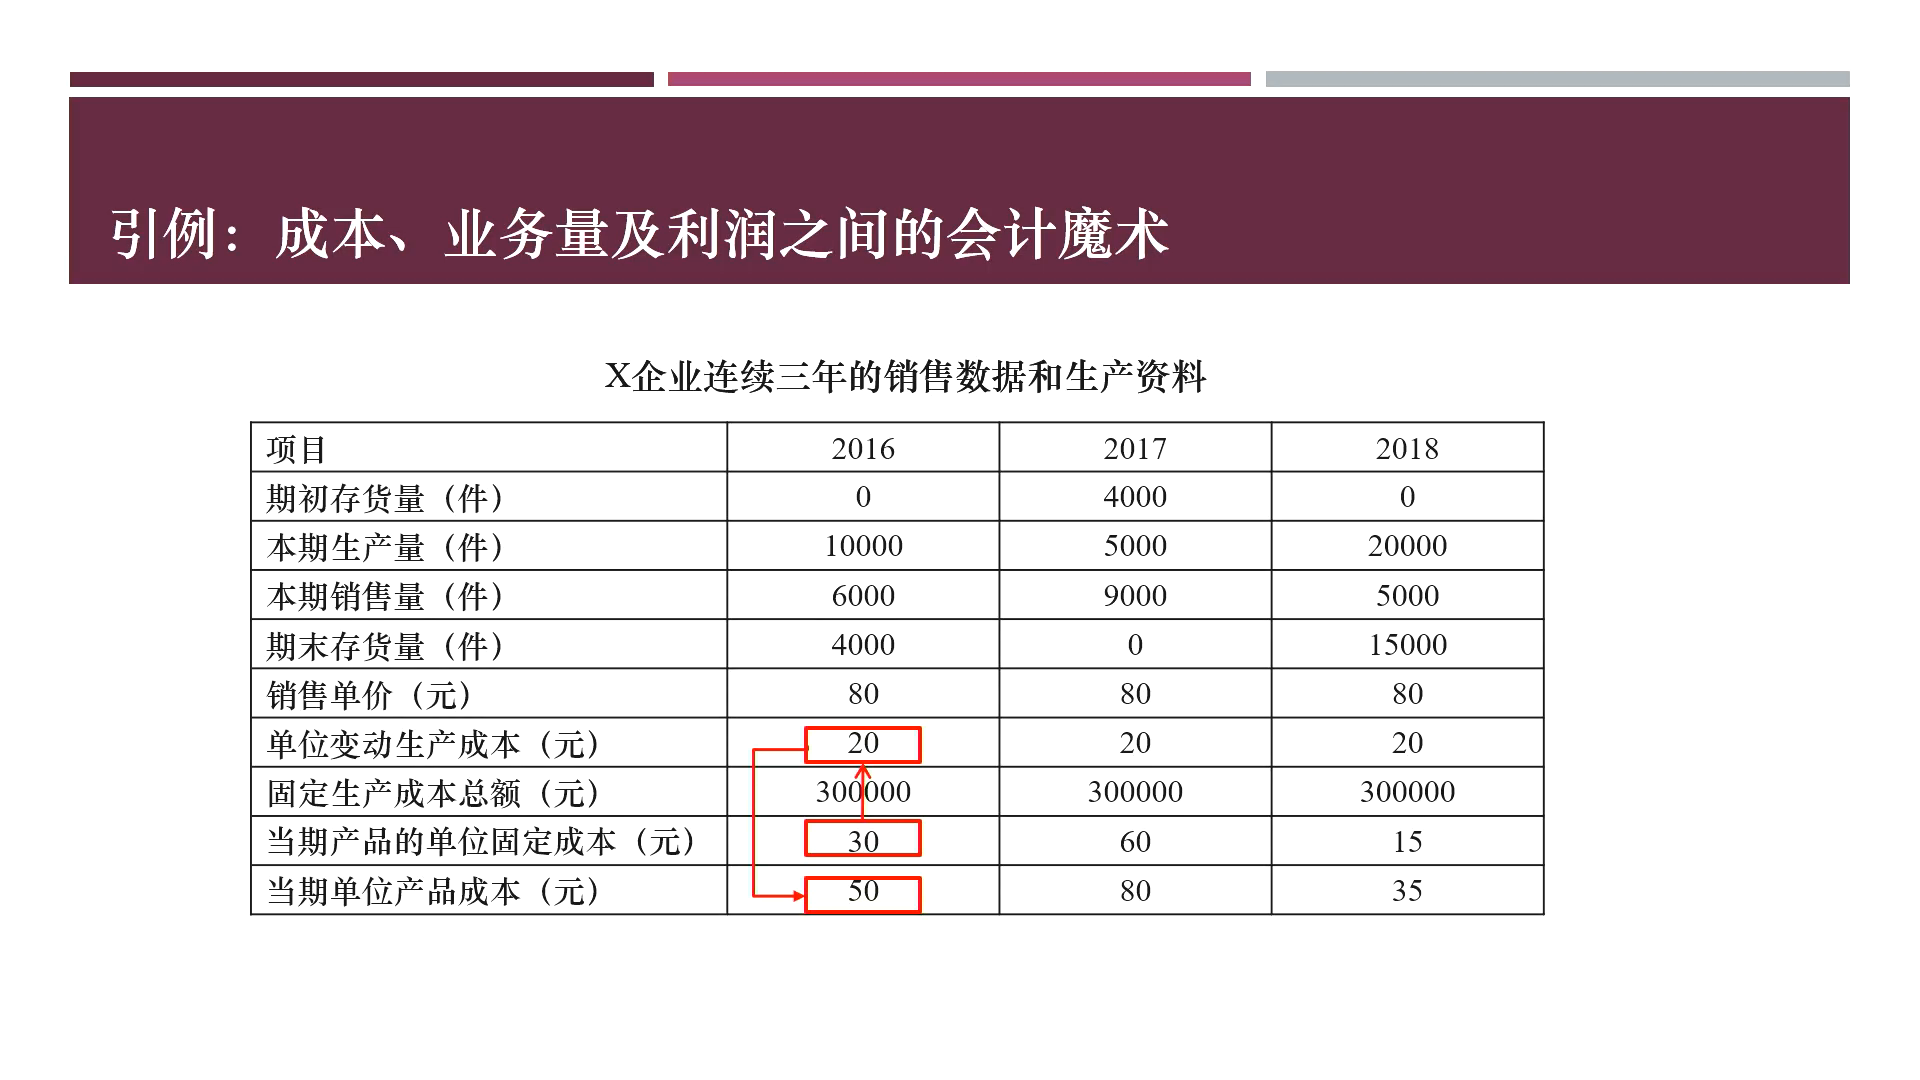 引例：成本、业务量及利润之间的会计魔术
X企业连续三年的销售数据和生产资料
项目 2016 2017 2018
期初存货量（件） 0 4000 0
本期生产量（件） 10000 5000 20000
本期销售量（件） 6000 9000 5000
期末存货量（件） 4000 0 15000
销售单价（元） 80 80 80
单位变动生产成本（元） 20 20 20
固定生产成本总额（元） 300000 300000 300000
当期产品的单位固定成本（元） 30 60 15
当期单位产品成本（元） 50 80 35